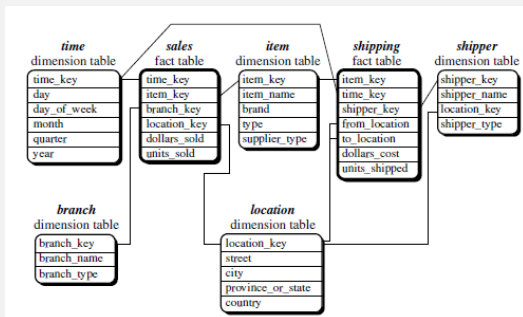 time
dimension table
time_key
day
day_of_week
month
quarter
year
sales
fact table
time_key
item_key
branch_key
location_key
dollars_sold
units_sold
item
dimension table
item_key
item_name
brand
type
supplier_type
shipping
fact table
item_key
time_key
shipper_key
from_location
to_location
dollars_cost
units_shipped
shipper
dimension table
shipper_key
shipper_name
location_key
shipper_type
branch
dimension table
branch_key
branch_name
branch_type
location
dimension table
location_key
street
city
province_or_state
country